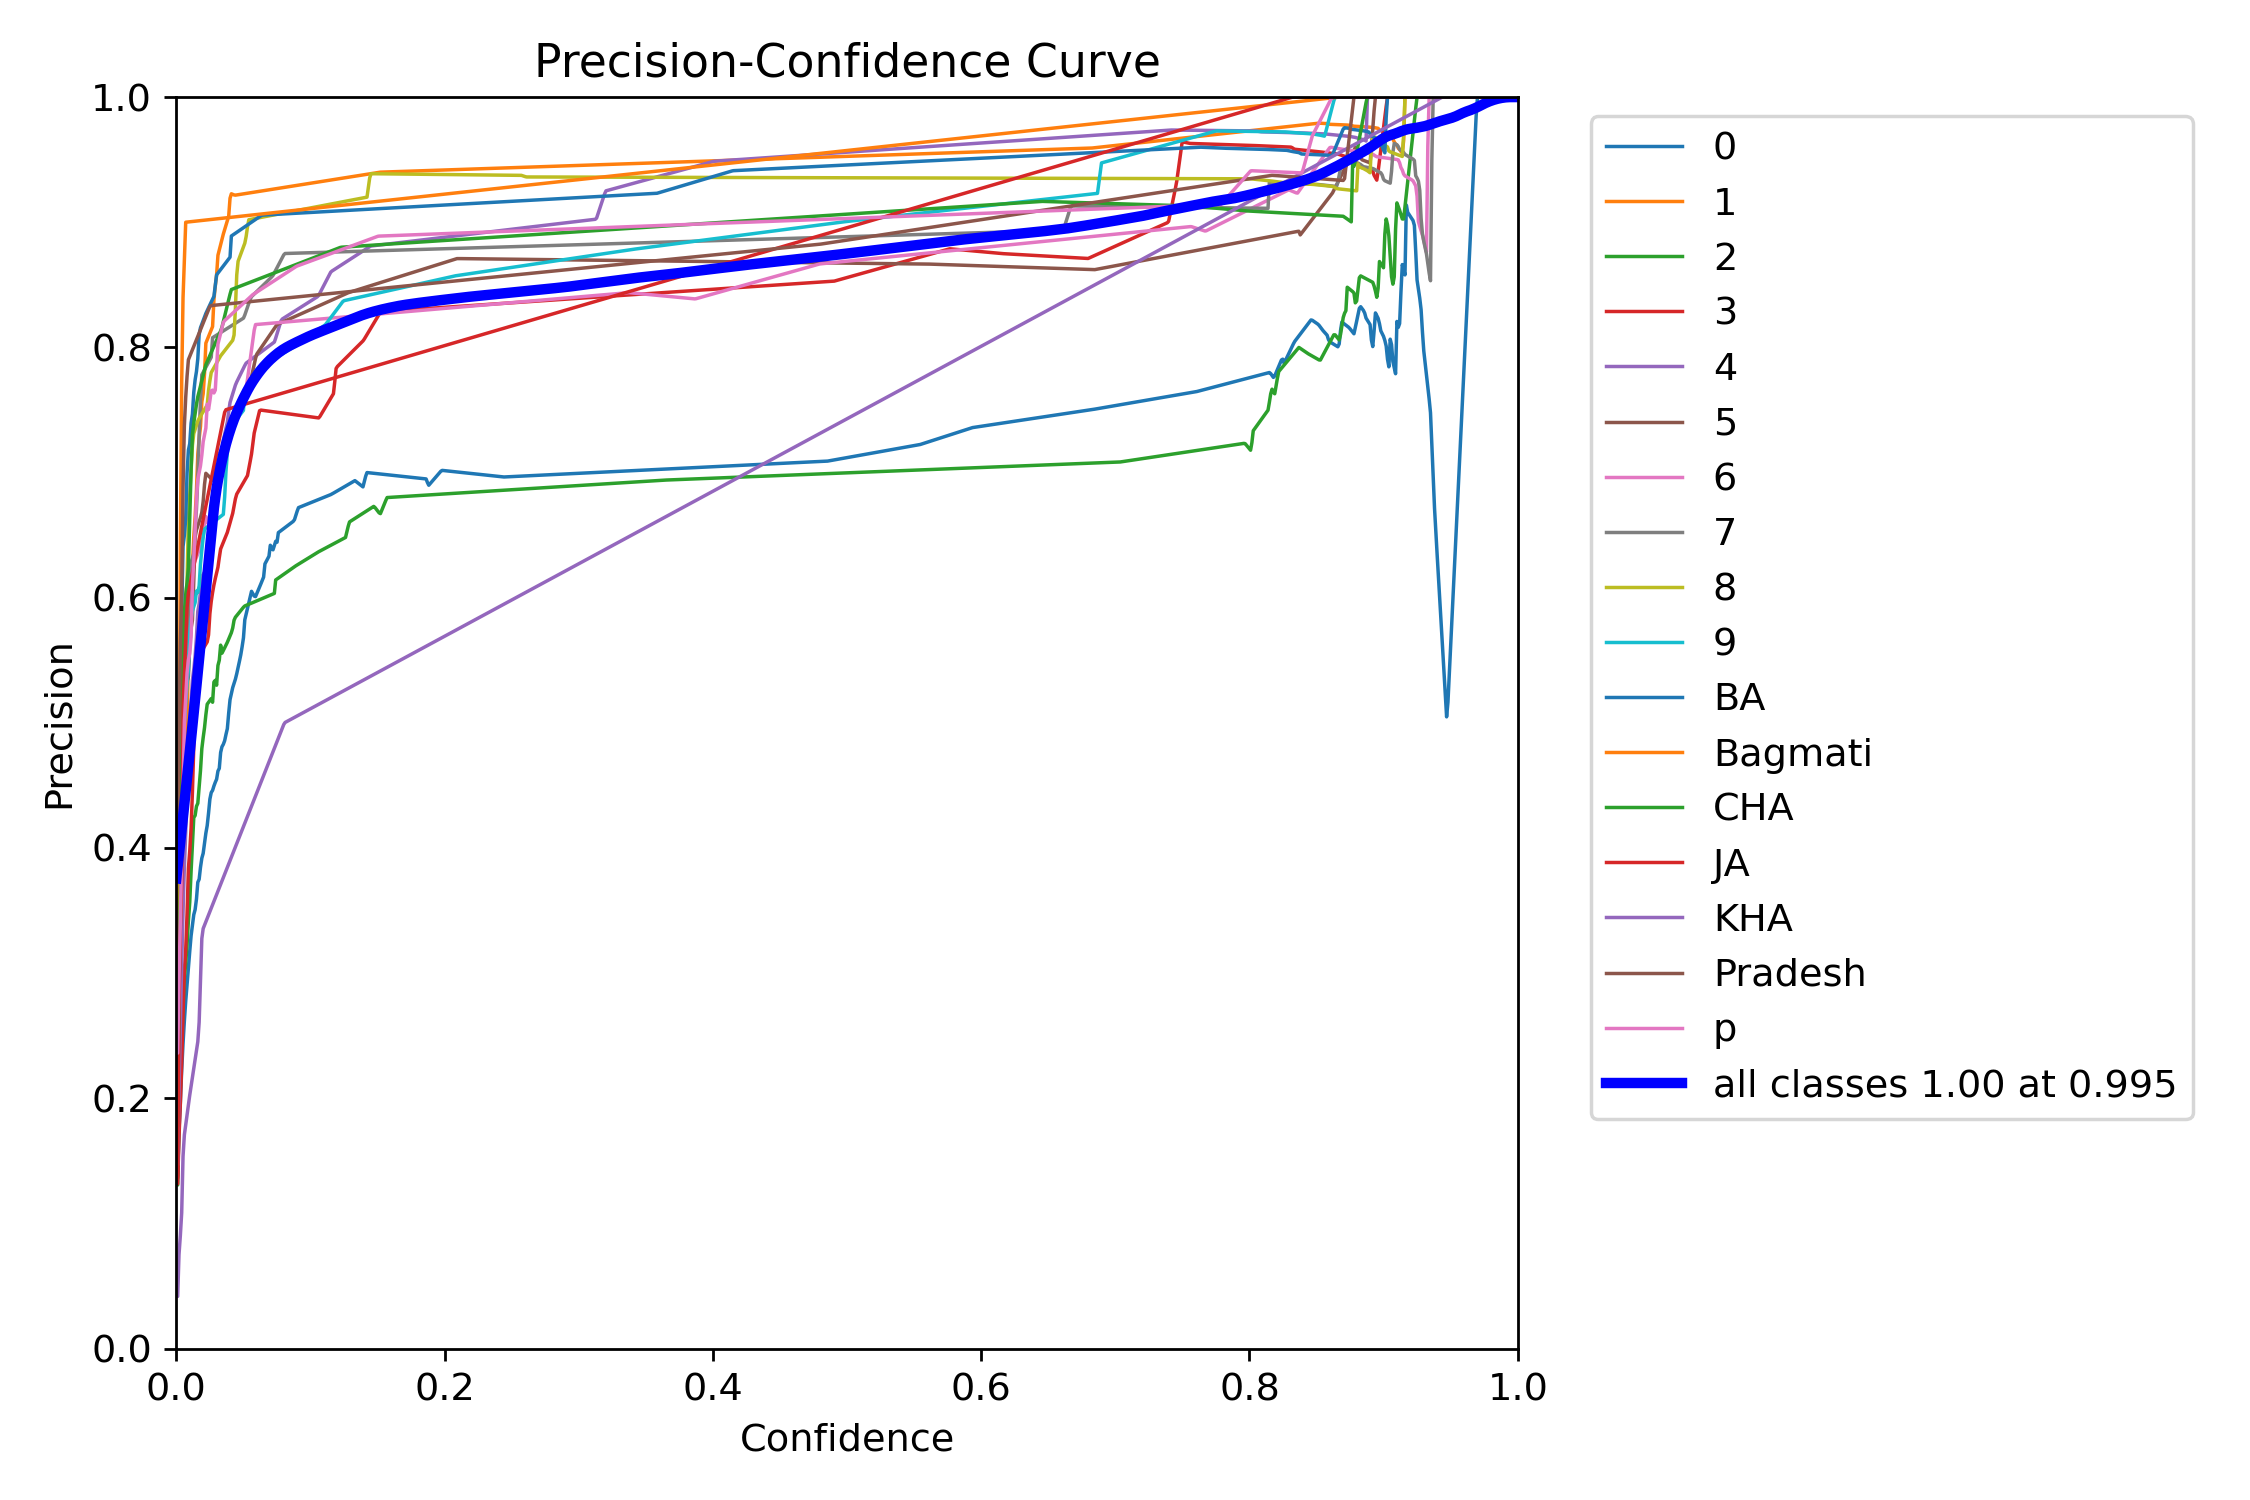 Precision-Confidence Curve
1.0
0.8
0.6
0.4
0.2
0.0
Precision
0.0 0.2 0.4 0.6 0.8 1.0
Confidence
0
1
2
3
4
5
6
7
8
9
BA
Bagmati
CHA
JA
KHA
Pradesh
p
all classes 1.00 at 0.995